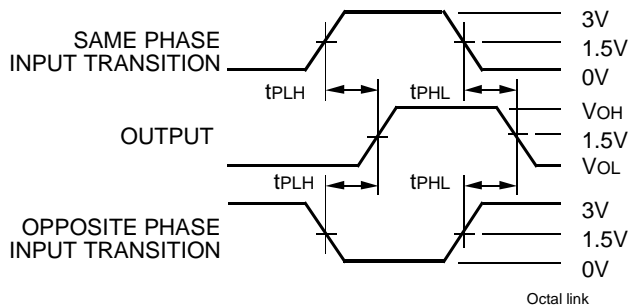 3V
SAME PHASE
INPUT TRANSITION
1.5V
0V
tPLH
tPHL
VOH
OUTPUT
1.5V
VOL
tPLH
tPHL
3V
OPPOSITE PHASE
INPUT TRANSITION
1.5V
0V
Octal link